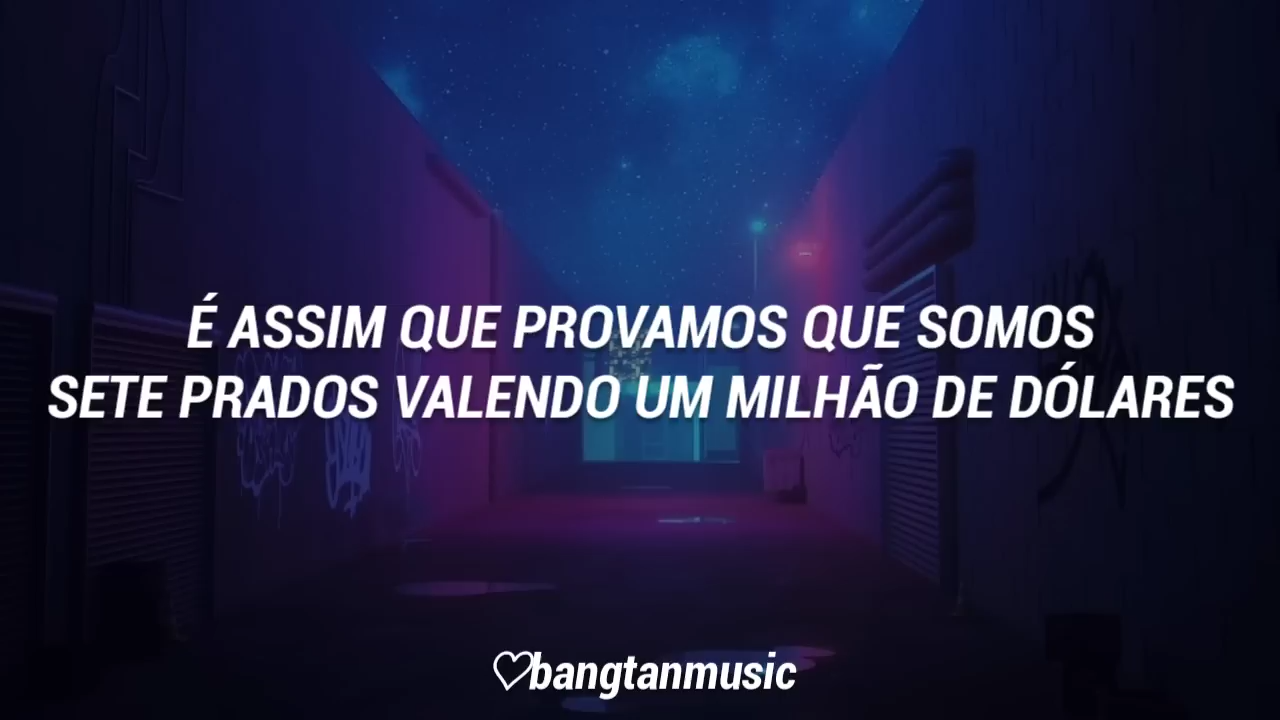 É ASSIM QUE PROVAMOS QUE SOMOS
SETE PRADOS VALENDO UM MILHÃO DE DÓLARES
♡bangtanmusic